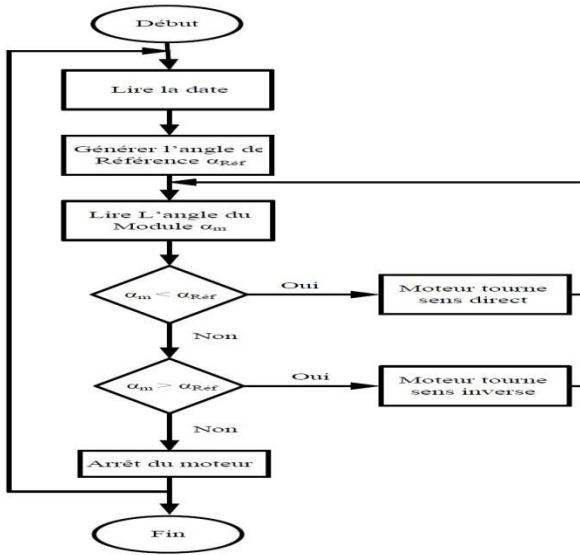 Début
Lire la date
Générer l'angle de
Référence αRéf
Lire L'angle du
Module αm
αm < αRéf
Oui
Moteur tourne
sens direct
Non
αm > αRéf
Oui
Moteur tourne
sens inverse
Non
Arrêt du moteur
Fin